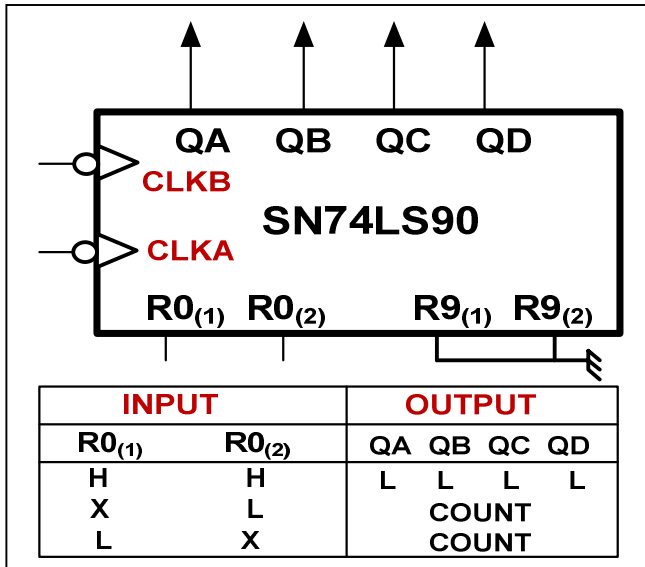 QA QB QC QD
CLKB
SN74LS90
CLKA
R0(1) R0(2) R9(1) R9(2)
INPUT OUTPUT
R0(1) R0(2) QA QB QC QD
H H L L L L
X L COUNT
L X COUNT